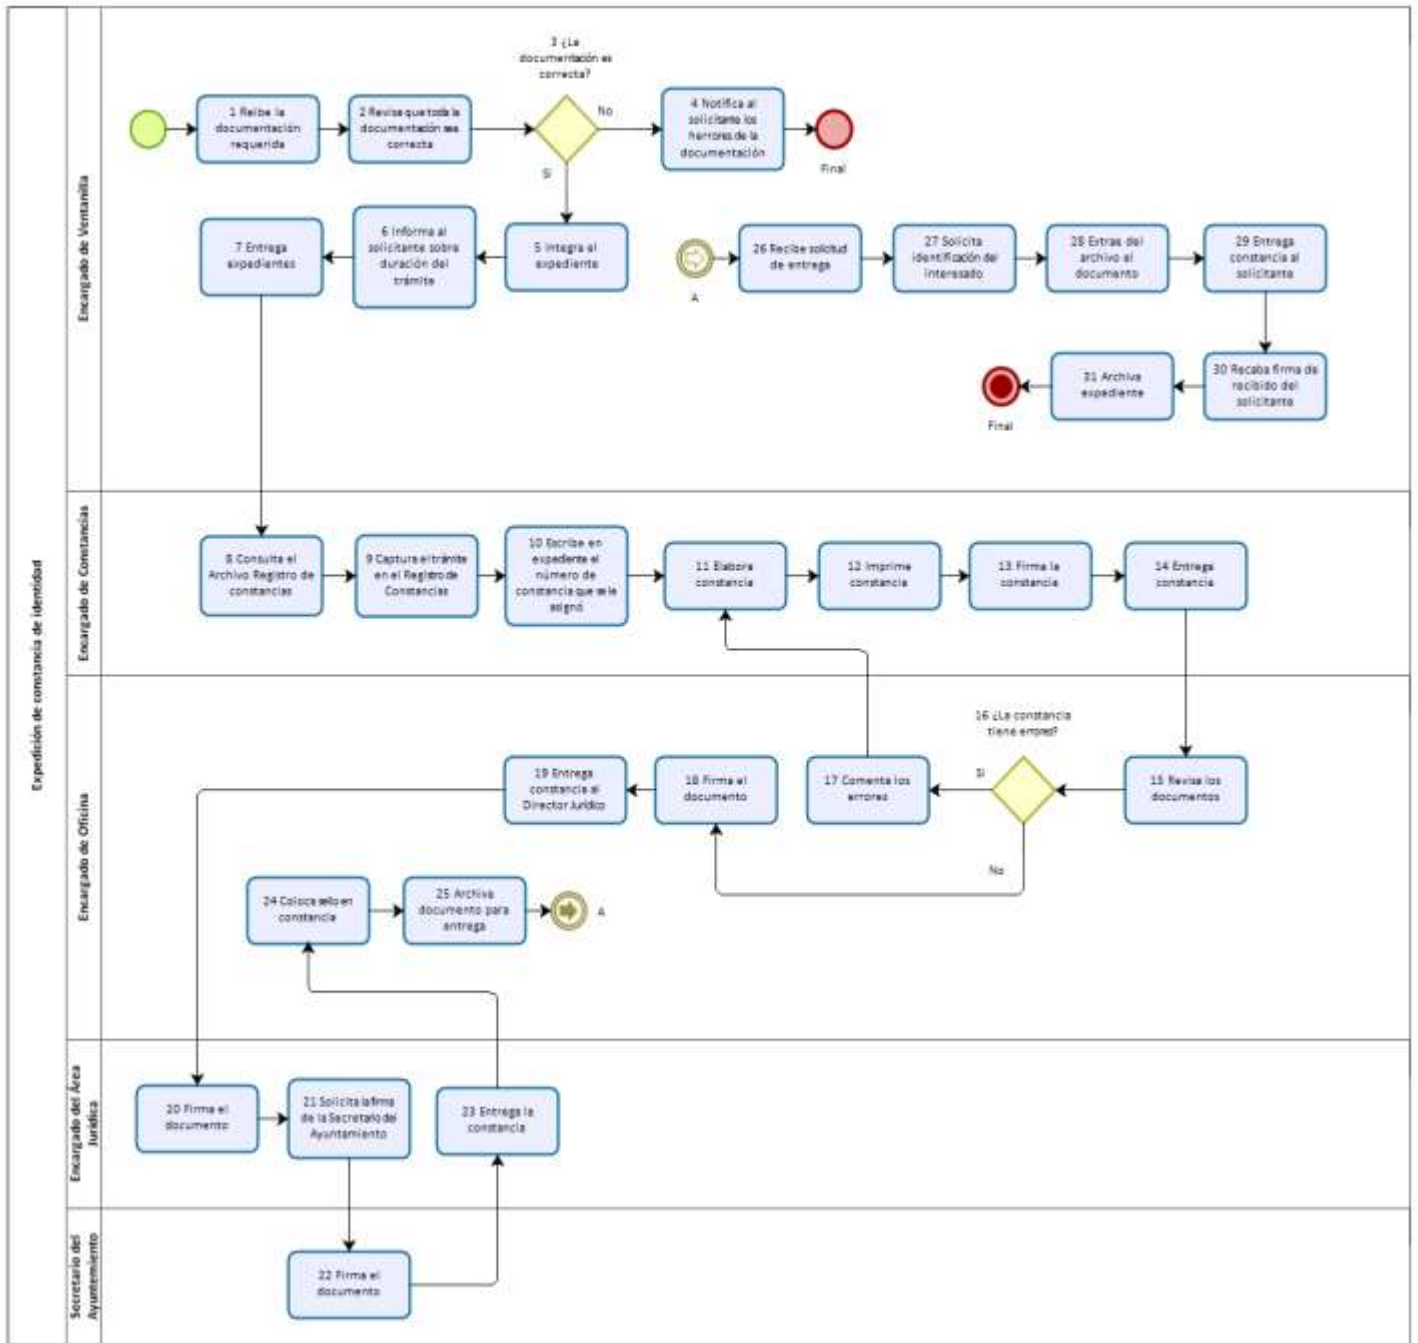 Expedición de constancia de identidad
Encargado de Ventanilla
3 ¿La
documentación es
correcta?
1 Reibe la
documentación
requerida
2 Revisa que toda la
documentación sea
correcta
No
Si
4 Notifica al
solicitante los
herrores de la
documentación
Final
7 Entrega
expedientes
6 Informa al
solicitante sobre
duración del
trámite
5 Integra el
expediente
A
26 Recibe solicitud
de entrega
27 Solicita
identificación del
interesado
28 Extrae del
archivo el
documento
29 Entrega
constancia al
solicitante
Final
31 Archiva
expediente
30 Recaba firma de
recibido del
solicitante
Encargado de Constancias
8 Consulta el
Archivo Registro de
constancias
9 Captura el trámite
en el Registro de
Constancias
10 Escribe en
expediente el
número de
constancia que se le
asignó
11 Elabora
constancia
12 Imprime
constancia
13 Firma la
constancia
14 Entrega
constancia
Encargado de Oficina
16 ¿La constancia
tiene errores?
19 Entrega
constancia al
Director Jurídico
18 Firma el
documento
17 Comenta los
errores
Si
No
15 Revisa los
documentos
24 Coloca sello en
constancia
25 Archiva
documento para
entrega
A
Encargado del Área
Jurídica
20 Firma el
documento
21 Solicita la firma
de la Secretario del
Ayuntamiento
23 Entrega la
constancia
Secretario del
Ayuntemiento
22 Firma el
documento